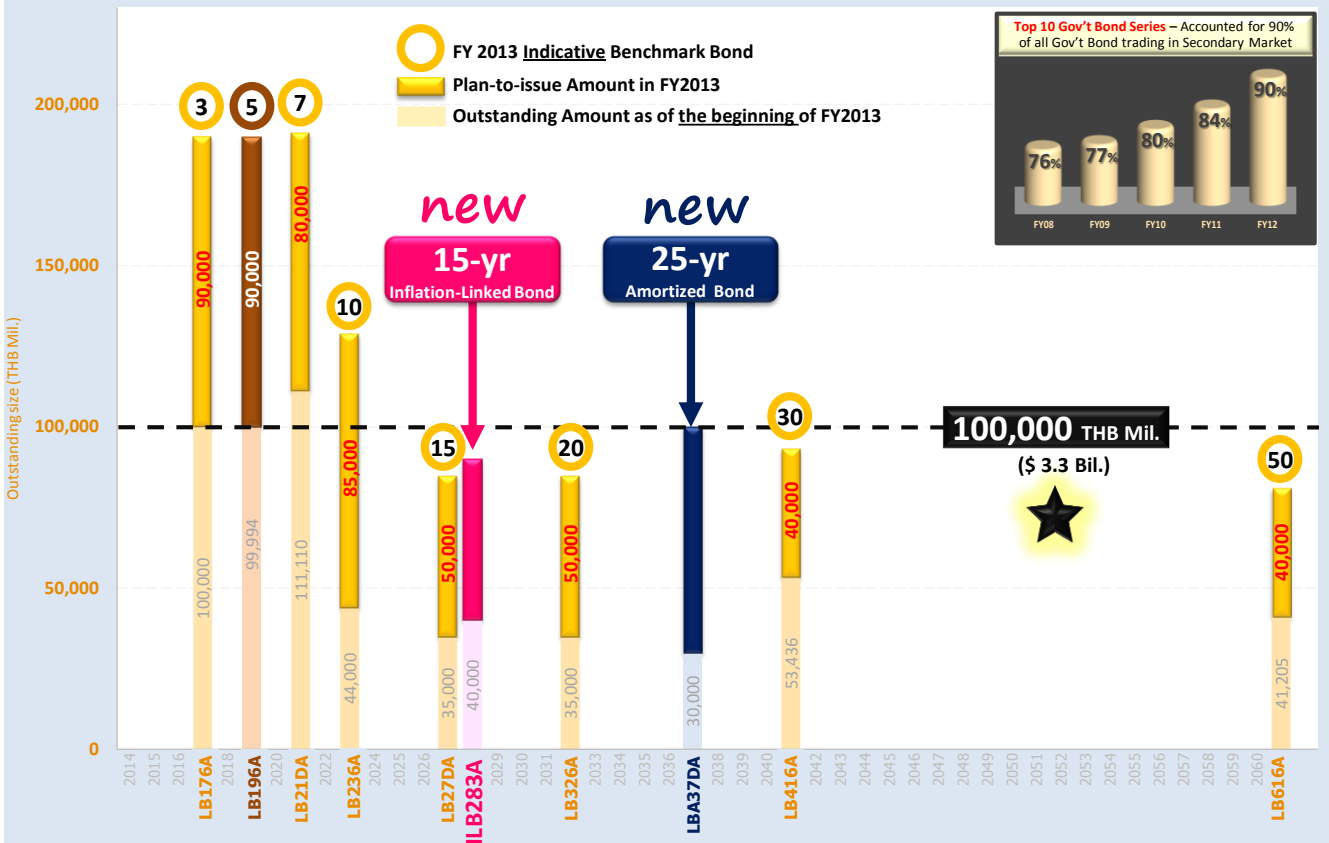 Top 10 Gov't Bond Series – Accounted for 90%
of all Gov't Bond trading in Secondary Market
90%
84%
80%
77%
76%
FY08 FY09 FY10 FY11 FY12
FY 2013 Indicative Benchmark Bond
Plan-to-issue Amount in FY2013
Outstanding Amount as of the beginning of FY2013
Outstanding size (THB Mil.)
200,000
150,000
100,000
50,000
0
3
5
7
10
15
20
30
50
new
15-yr
Inflation-Linked Bond
new
25-yr
Amortized Bond
100,000 THB Mil.
($ 3.3 Bil.)
90,000
90,000
80,000
85,000
50,000
50,000
40,000
40,000
100,000
99,994
111,110
44,000
35,000
40,000
35,000
30,000
53,436
41,205
2014
2015
2016
LB176A
2018
LB196A
2020
LB21DA
2022
LB236A
2024
2025
2026
LB27DA
ILB283A
2029
2030
2031
LB326A
2033
2034
2035
2036
LBA37DA
2038
2039
2040
LB416A
2042
2043
2044
2045
2046
2047
2048
2049
2050
2051
2052
2053
2054
2055
2056
2057
2058
2059
2060
LB616A